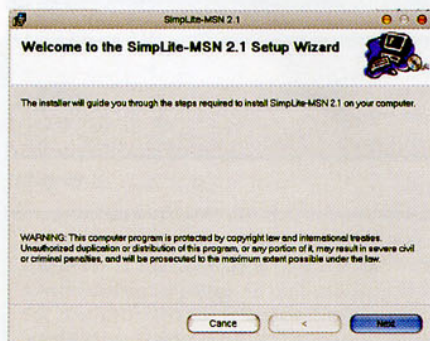 SimpLite-MSN 2.1
Welcome to the SimpLite-MSN 2.1 Setup Wizard
The installer will guide you through the steps required to install SimpLite-MSN 2.1 on your computer.
WARNING: This computer program is protected by copyright law and international treaties.
Unauthorized duplication or distribution of this program, or any portion of it, may result in severe civil
or criminal penalties, and will be prosecuted to the maximum extent possible under the law.
Cance < Next